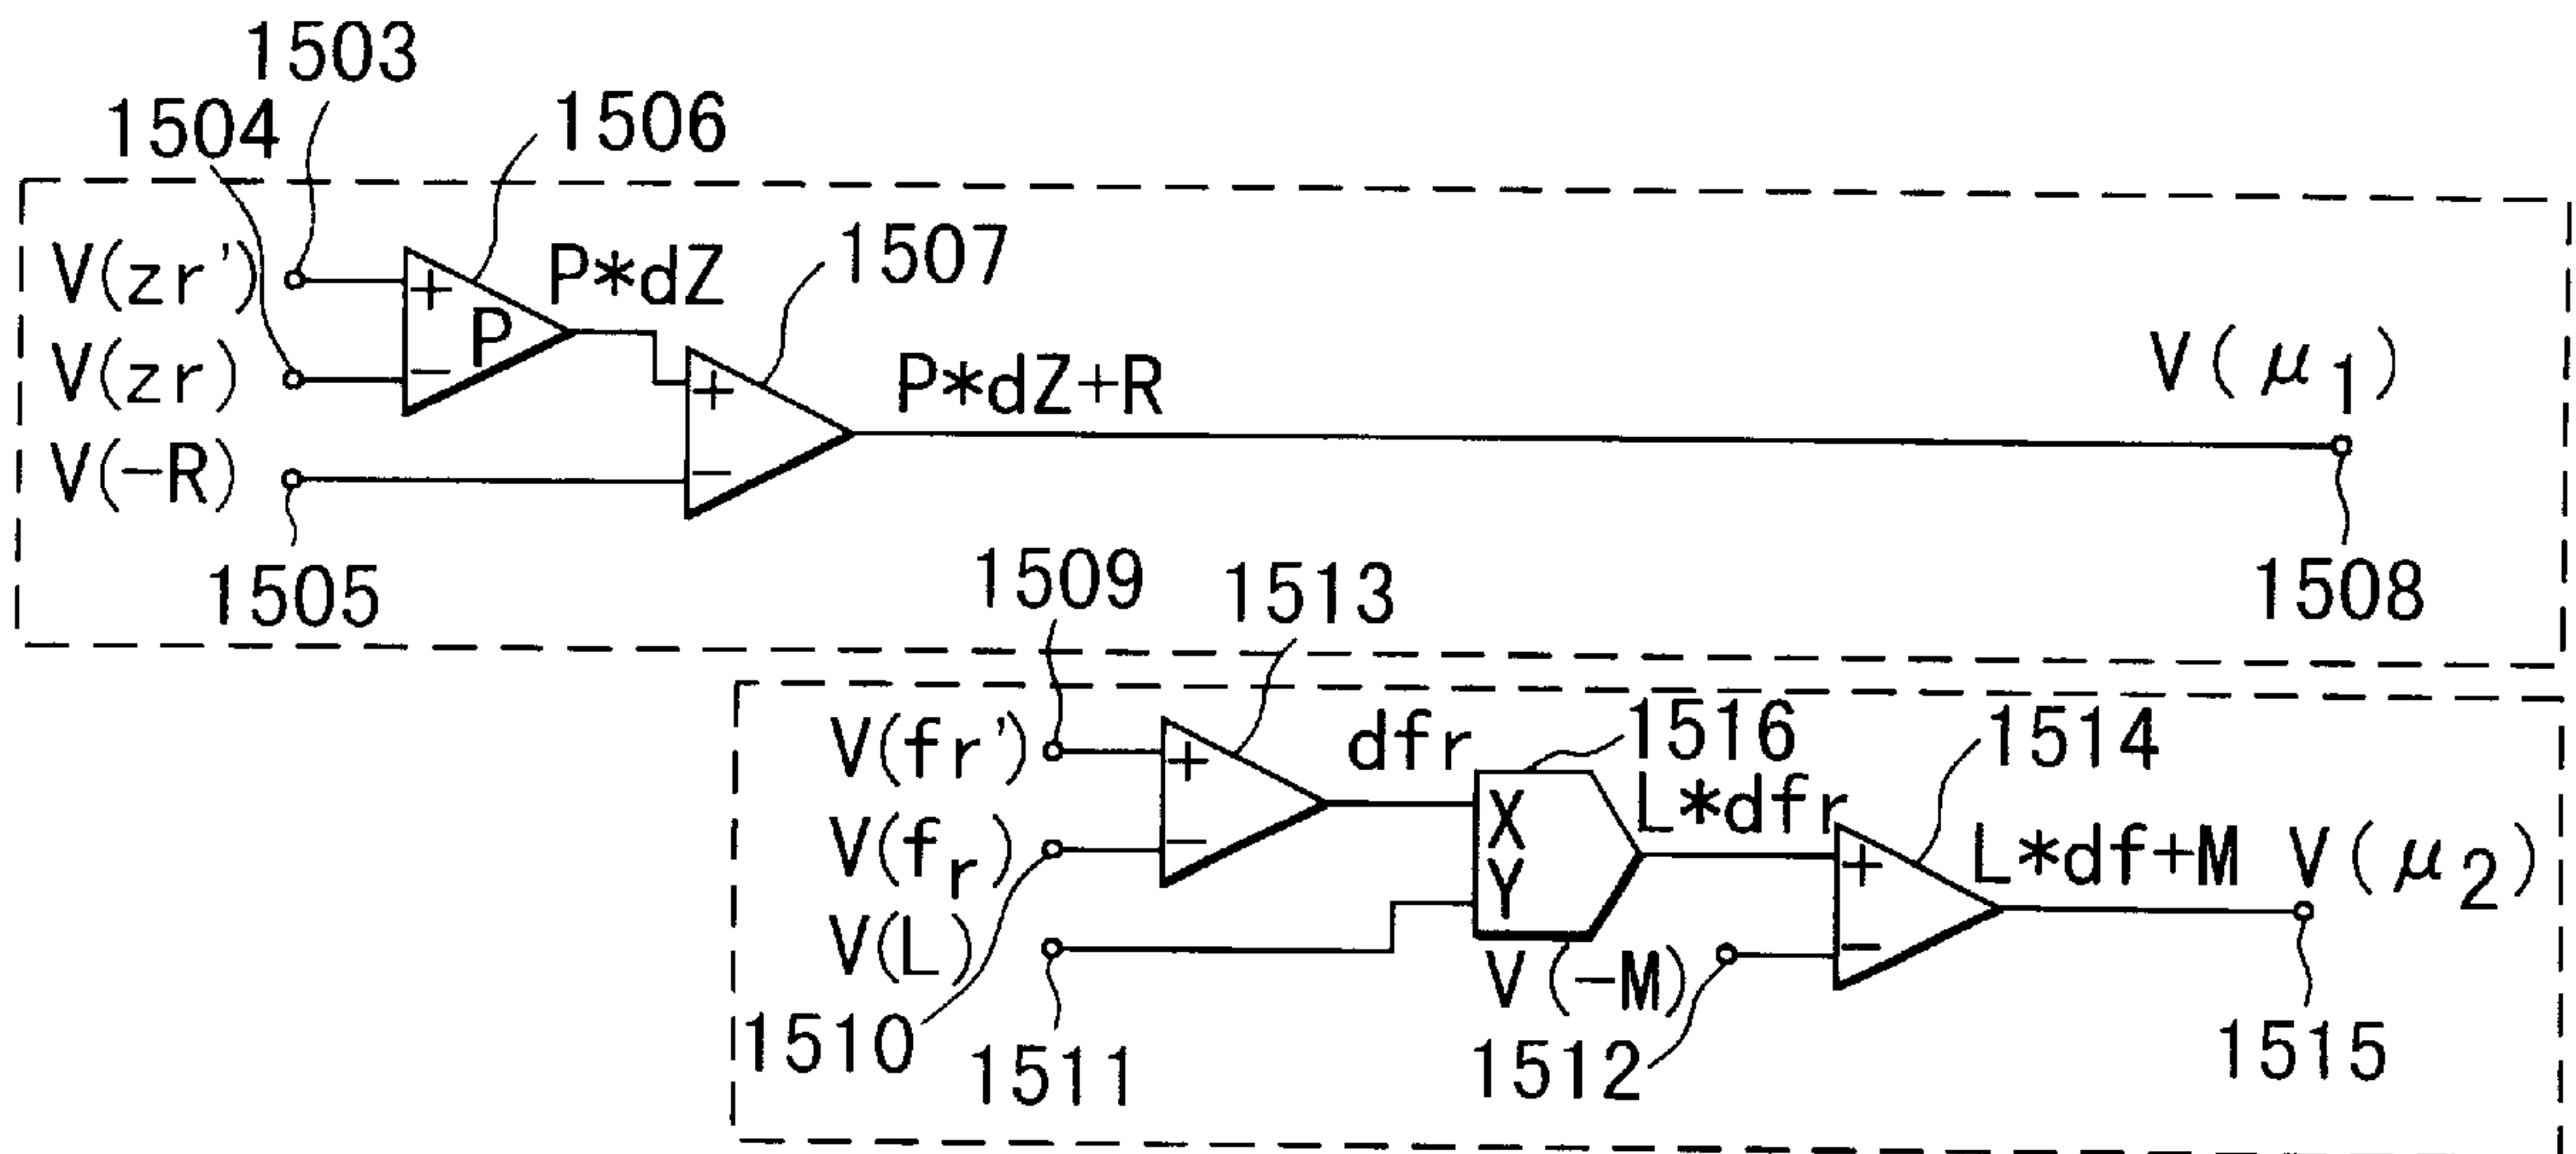 1503
1504
1506
V(zr')
+
P
−
P*dZ
1507
V(zr)
+
−
P*dZ+R
V(μ1)
V(-R)
1505
1508
1509
1513
V(fr')
+
−
dfr
1516
X
Y
L*dfr
1514
V(fr)
+
−
L*df+M
V(μ2)
V(L)
V(-M)
1510
1511
1512
1515